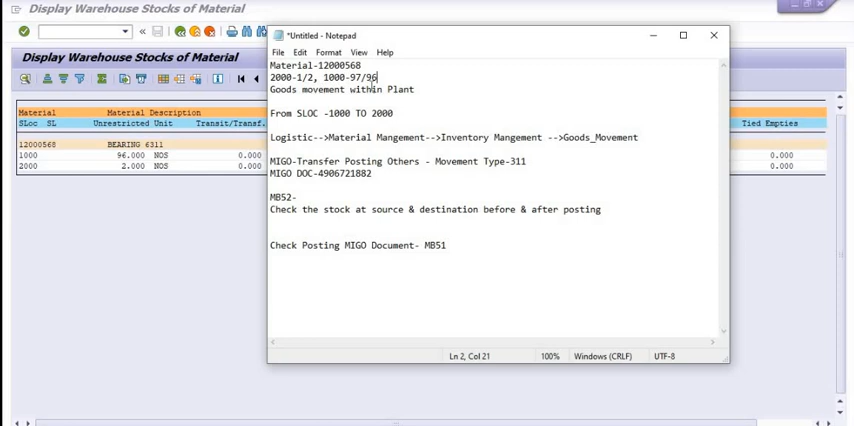 Display Warehouse Stocks of Material
Display Warehouse Stocks of Material
Material Material Description
SLoc SL Unrestricted Unit Transit/Transf. Tied Empties
12000568 BEARING 6311
1000 96.000 NOS 0.000 0.000
2000 2.000 NOS 0.000 0.000
*Untitled - Notepad
File Edit Format View Help
Material-12000568
2000-1/2, 1000-97/96
Goods movement within Plant
From SLOC -1000 TO 2000
Logistic-->Material Mangement-->Inventory Mangement -->Goods_Movement
MIGO-Transfer Posting Others - Movement Type-311
MIGO DOC-4906721882
MB52-
Check the stock at source & destination before & after posting
Check Posting MIGO Document- MB51
Ln 2, Col 21 100% Windows (CRLF) UTF-8